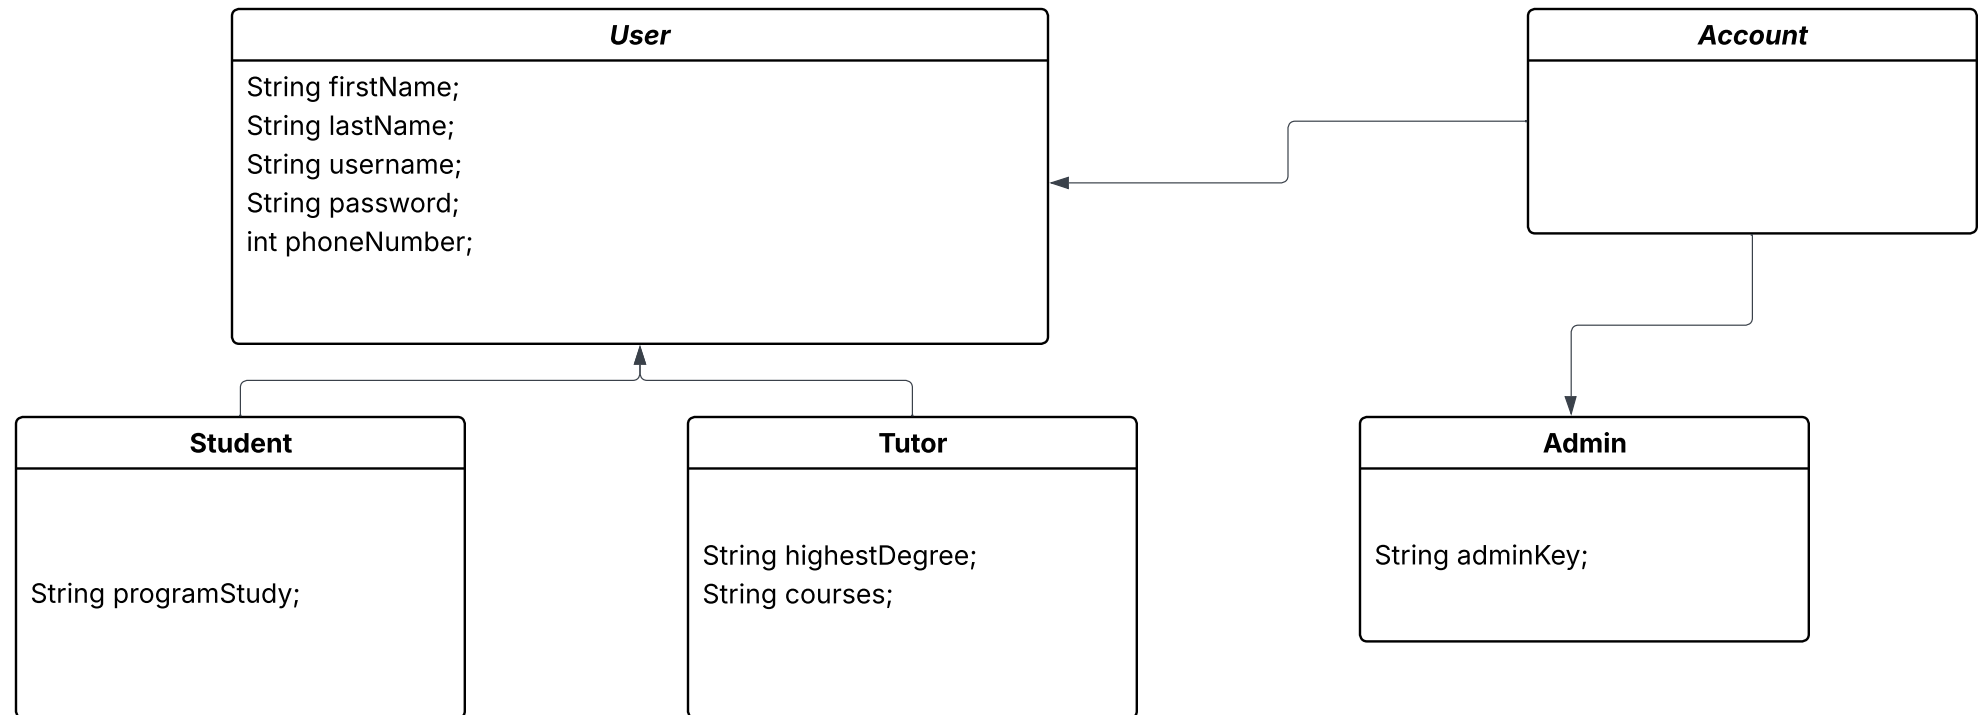 User
String firstName;
String lastName;
String username;
String password;
int phoneNumber;
Account
Student
String programStudy;
Tutor
String highestDegree;
String courses;
Admin
String adminKey;